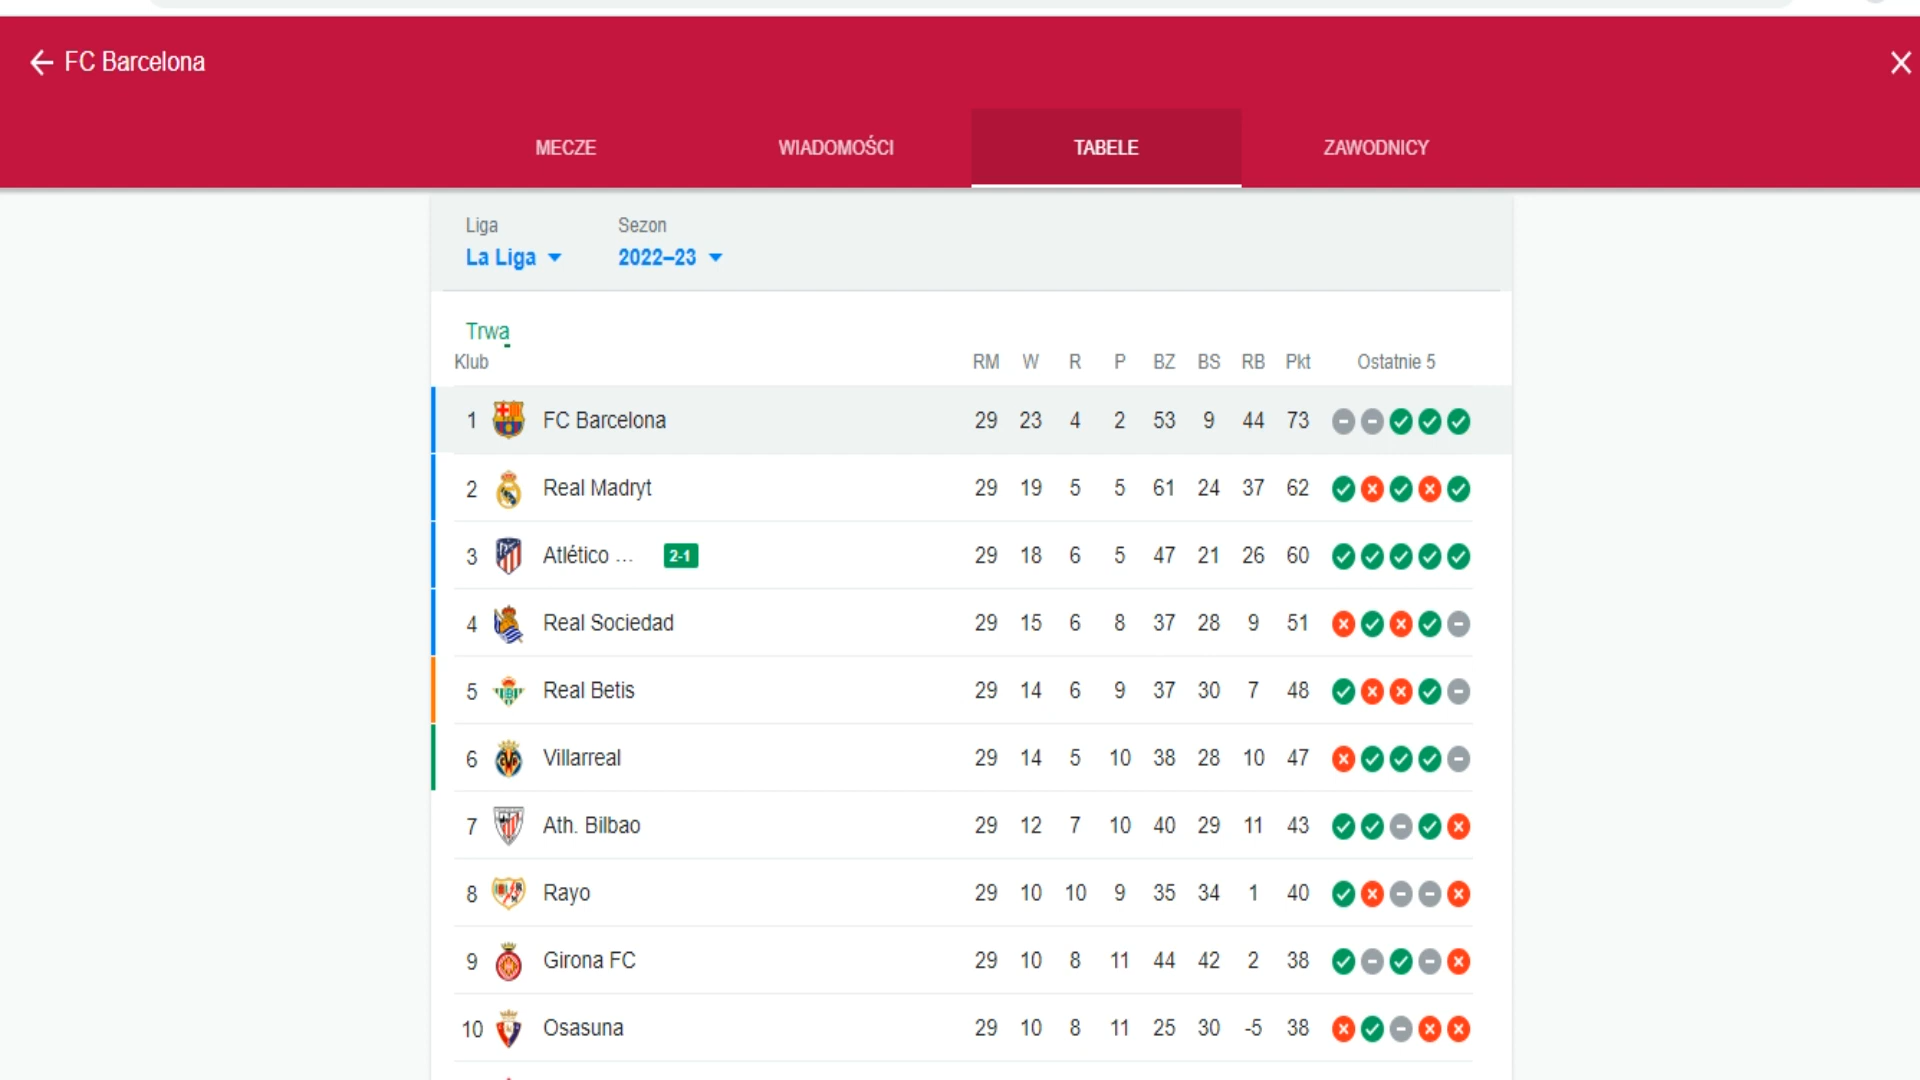 FC Barcelona
MECZE WIADOMOŚCI TABELE ZAWODNICY
Liga Sezon
La Liga 2022–23
Trwa
Klub RM W R P BZ BS RB Pkt Ostatnie 5
1 FC Barcelona 29 23 4 2 53 9 44 73
2 Real Madryt 29 19 5 5 61 24 37 62
3 Atlético ... 2-1 29 18 6 5 47 21 26 60
4 Real Sociedad 29 15 6 8 37 28 9 51
5 Real Betis 29 14 6 9 37 30 7 48
6 Villarreal 29 14 5 10 38 28 10 47
7 Ath. Bilbao 29 12 7 10 40 29 11 43
8 Rayo 29 10 10 9 35 34 1 40
9 Girona FC 29 10 8 11 44 42 2 38
10 Osasuna 29 10 8 11 25 30 -5 38